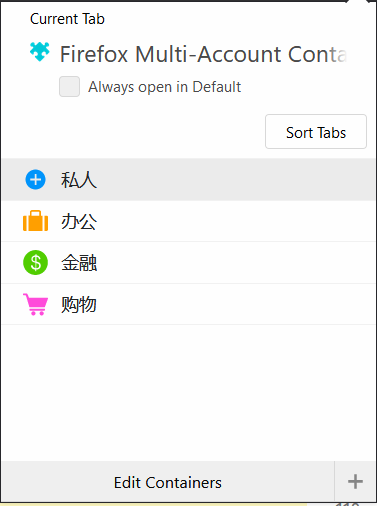 Current Tab
Firefox Multi-Account Conta
Always open in Default
Sort Tabs
私人
办公
金融
购物
Edit Containers